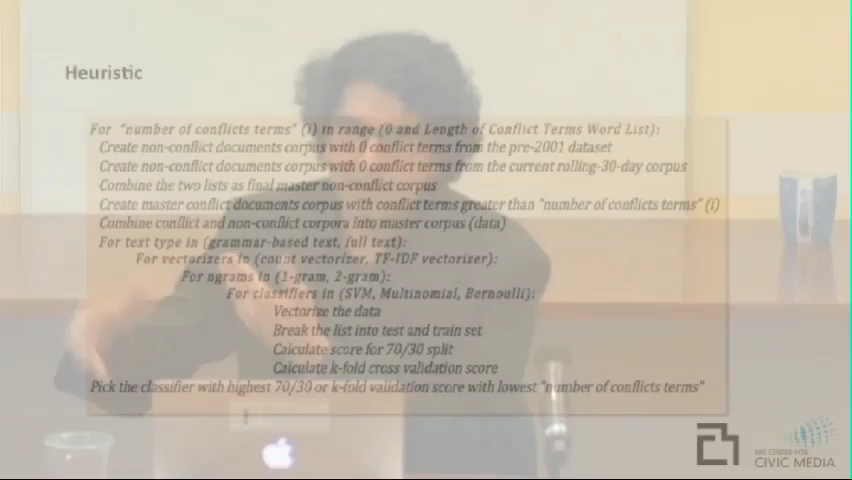 Heuristic
For "number of conflicts terms" (i) in range (0 and Length of Conflict Terms Word List):
Create non-conflict documents corpus with 0 conflict terms from the pre-2001 dataset
Create non-conflict documents corpus with 0 conflict terms from the current rolling-30-day corpus
Combine the two lists as final master non-conflict corpus
Create master conflict documents corpus with conflict terms greater than "number of conflicts terms" (i)
Combine conflict and non-conflict corpora into master corpus (data)
For text type in (grammar-based text, full text):
For vectorizers in (count vectorizer, TF-IDF vectorizer):
For ngrams in (1-gram, 2-gram):
For classifiers in (SVM, Multinomial, Bernoulli):
Vectorize the data
Break the list into test and train set
Calculate score for 70/30 split
Calculate k-fold cross validation score
Pick the classifier with highest 70/30 or k-fold validation score with lowest "number of conflicts terms"
MIT CENTER FOR
CIVIC MEDIA